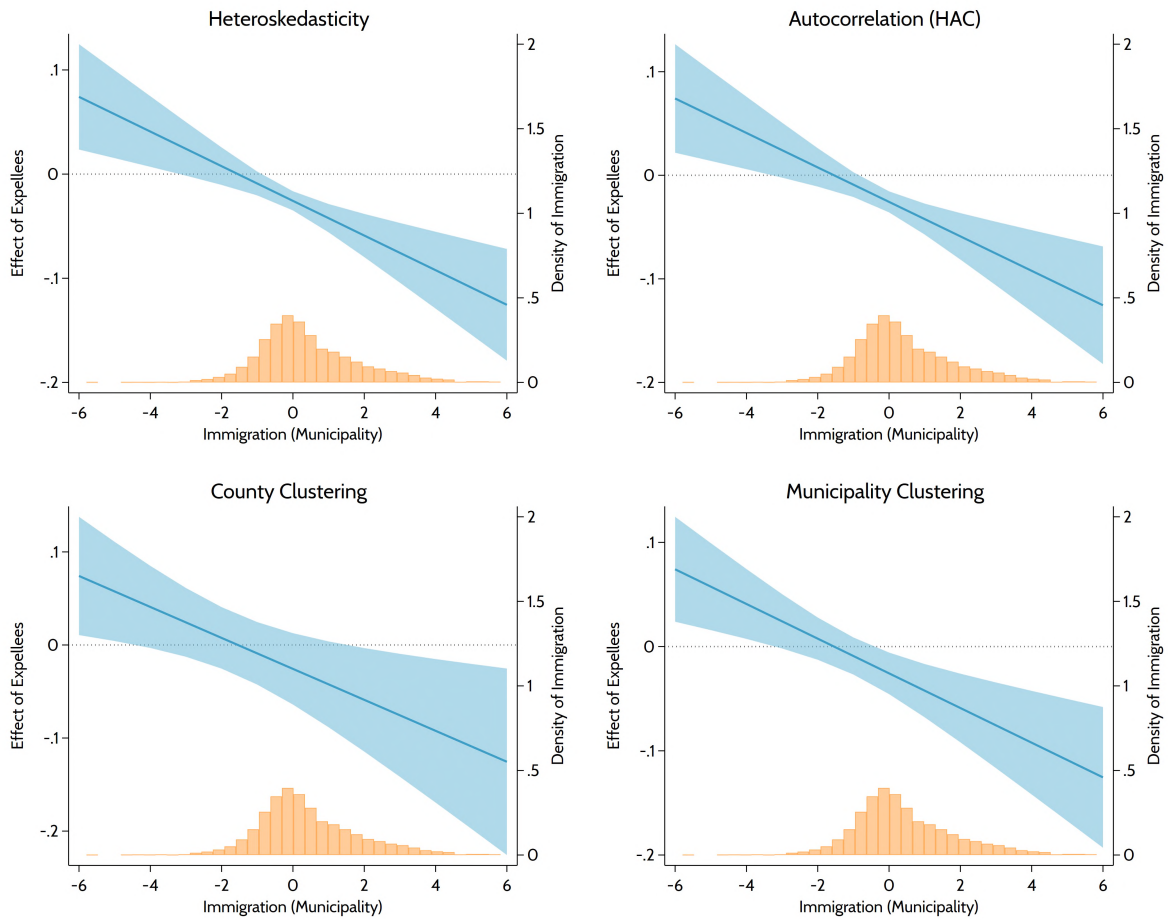 Heteroskedasticity
Effect of Expellees
.1
0
-.1
-.2
2
1.5
1
.5
0
Density of Immigration
-6 -4 -2 0 2 4 6
Immigration (Municipality)
Autocorrelation (HAC)
Effect of Expellees
.1
0
-.1
-.2
2
1.5
1
.5
0
Density of Immigration
-6 -4 -2 0 2 4 6
Immigration (Municipality)
County Clustering
Effect of Expellees
.1
0
-.1
-.2
2
1.5
1
.5
0
Density of Immigration
-6 -4 -2 0 2 4 6
Immigration (Municipality)
Municipality Clustering
Effect of Expellees
.1
0
-.1
-.2
2
1.5
1
.5
0
Density of Immigration
-6 -4 -2 0 2 4 6
Immigration (Municipality)